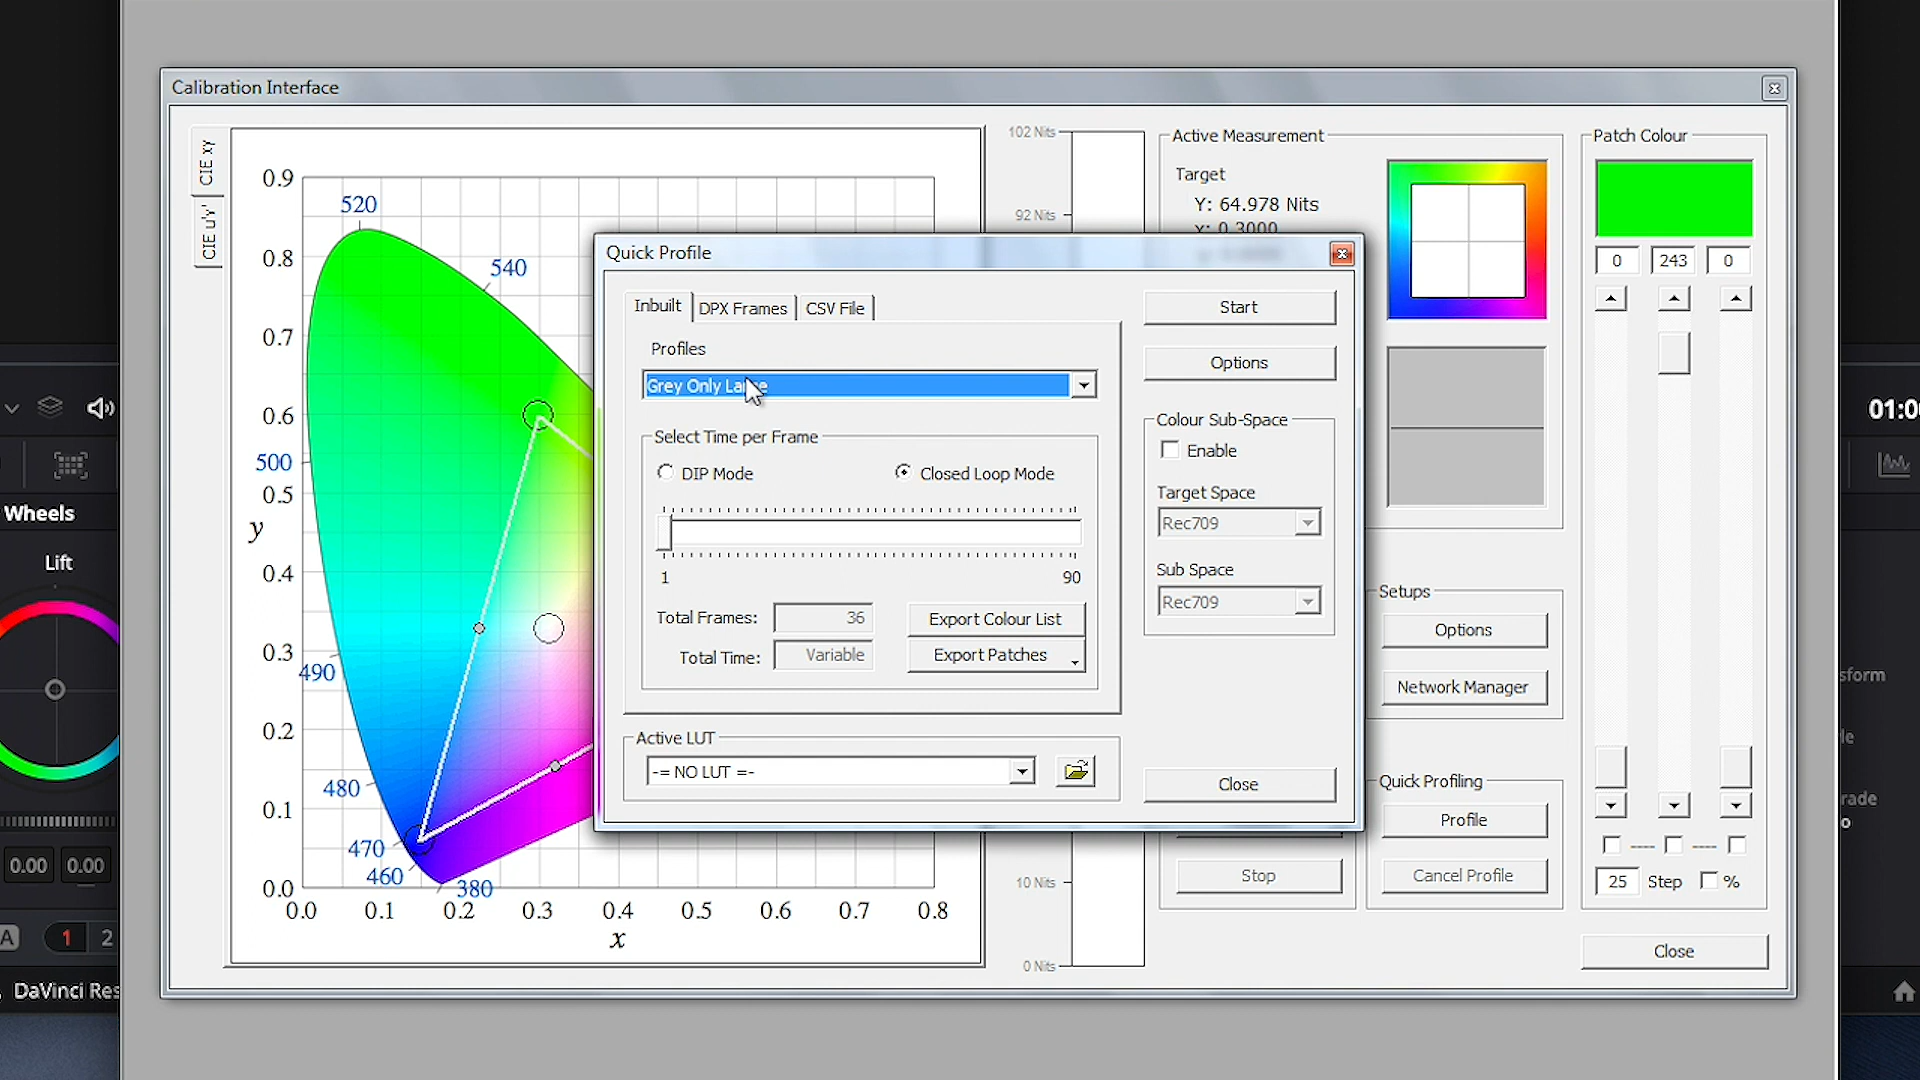 Calibration Interface
CIE xy
CIE u'v'
0.9
0.8
0.7
0.6
0.5
0.4
0.3
0.2
0.1
0.0
y
520
540
500
490
480
470
460
380
0.0 0.1 0.2 0.3 0.4 0.5 0.6 0.7 0.8
x
102 Nits
92 Nits
10 Nits
0 Nits
Active Measurement
Target
Y: 64.978 Nits
x: 0.3000
Patch Colour
0 243 0
Quick Profile
Inbuilt DPX Frames CSV File
Profiles
Grey Only Large
Select Time per Frame
DIP Mode Closed Loop Mode
1 90
Total Frames: 36 Export Colour List
Total Time: Variable Export Patches
Active LUT
-= NO LUT =-
Start
Options
Colour Sub-Space
Enable
Target Space
Rec709
Sub Space
Rec709
Close
Setups
Options
Network Manager
Quick Profiling
Profile
Stop
Cancel Profile
25 Step %
Close
Wheels
Lift
0.00 0.00
A 1 2
DaVinci Res
01:0
sform
le
rade
o